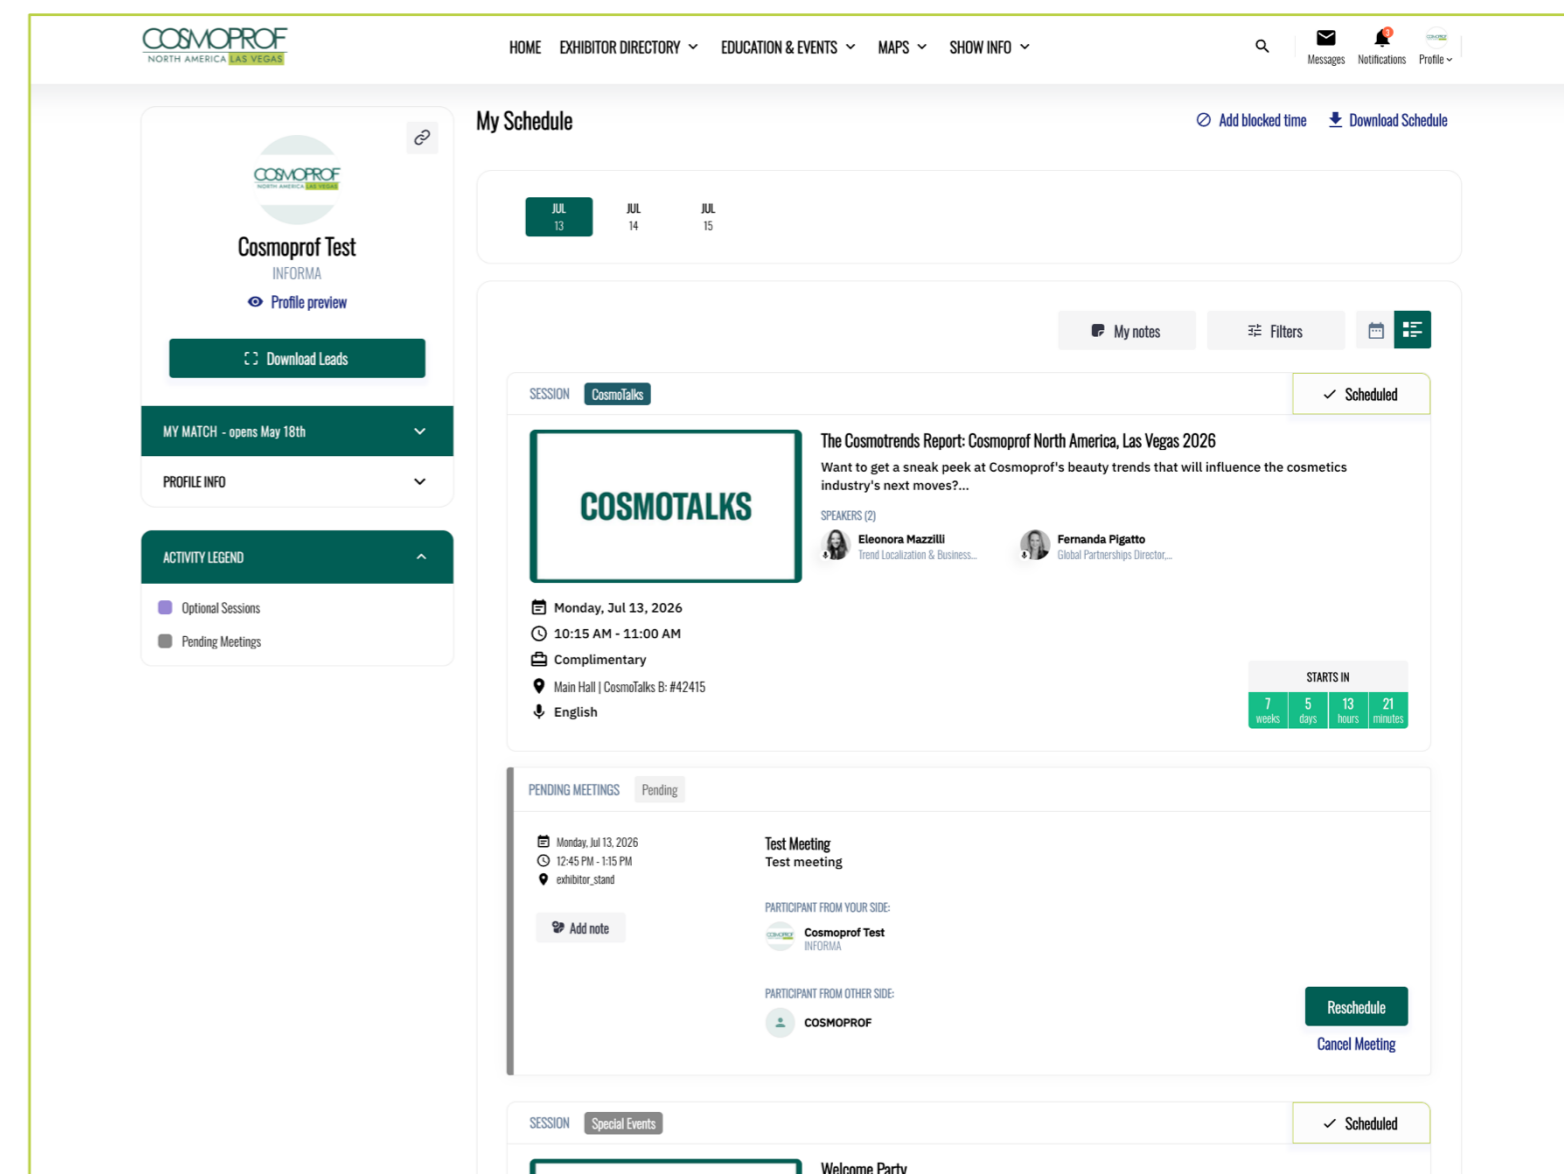 COSMOPROF
NORTH AMERICA LAS VEGAS
HOME EXHIBITOR DIRECTORY EDUCATION & EVENTS MAPS SHOW INFO
Messages Notifications Profile
COSMOPROF
NORTH AMERICA LAS VEGAS
Cosmoprof Test
INFORMA
Profile preview
Download Leads
MY MATCH - opens May 18th
PROFILE INFO
ACTIVITY LEGEND
Optional Sessions
Pending Meetings
My Schedule
Add blocked time Download Schedule
JUL JUL JUL
13 14 15
My notes Filters
SESSION CosmoTalks Scheduled
COSMOTALKS
The Cosmotrends Report: Cosmoprof North America, Las Vegas 2026
Want to get a sneak peek at Cosmoprof's beauty trends that will influence the cosmetics
industry's next moves?...
SPEAKERS (2)
Eleonora Mazzilli Fernanda Pigatto
Trend Localization & Business... Global Partnerships Director,...
Monday, Jul 13, 2026
10:15 AM - 11:00 AM
Complimentary
Main Hall | CosmoTalks B: #42415
English
STARTS IN
7 5 13 21
weeks days hours minutes
PENDING MEETINGS Pending
Monday, Jul 13, 2026
12:45 PM - 1:15 PM
exhibitor_stand
Add note
Test Meeting
Test meeting
PARTICIPANT FROM YOUR SIDE:
Cosmoprof Test
INFORMA
PARTICIPANT FROM OTHER SIDE:
COSMOPROF
Reschedule
Cancel Meeting
SESSION Special Events Scheduled
Welcome Party